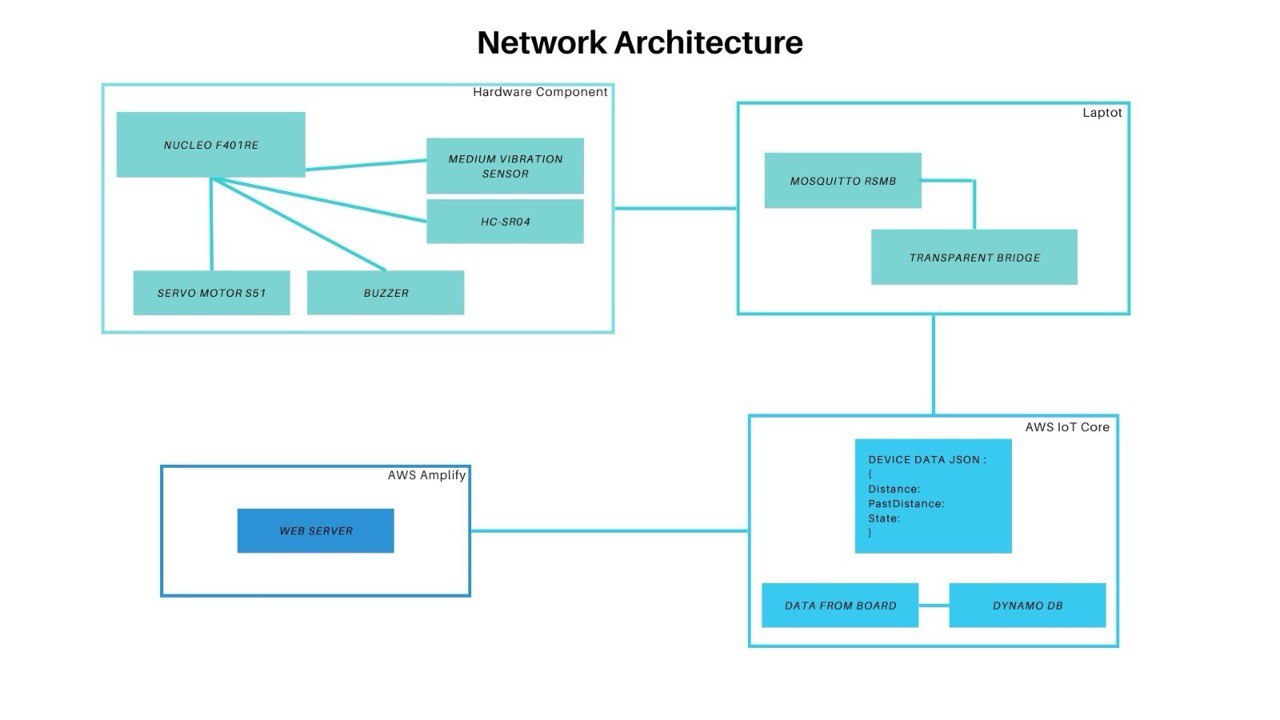 Network Architecture
Hardware Component
NUCLEO F401RE
MEDIUM VIBRATION
SENSOR
HC-SR04
SERVO MOTOR S51
BUZZER
Laptot
MOSQUITTO RSMB
TRANSPARENT BRIDGE
AWS IoT Core
DEVICE DATA JSON :
{
Distance:
PastDistance:
State:
}
DATA FROM BOARD
DYNAMO DB
AWS Amplify
WEB SERVER